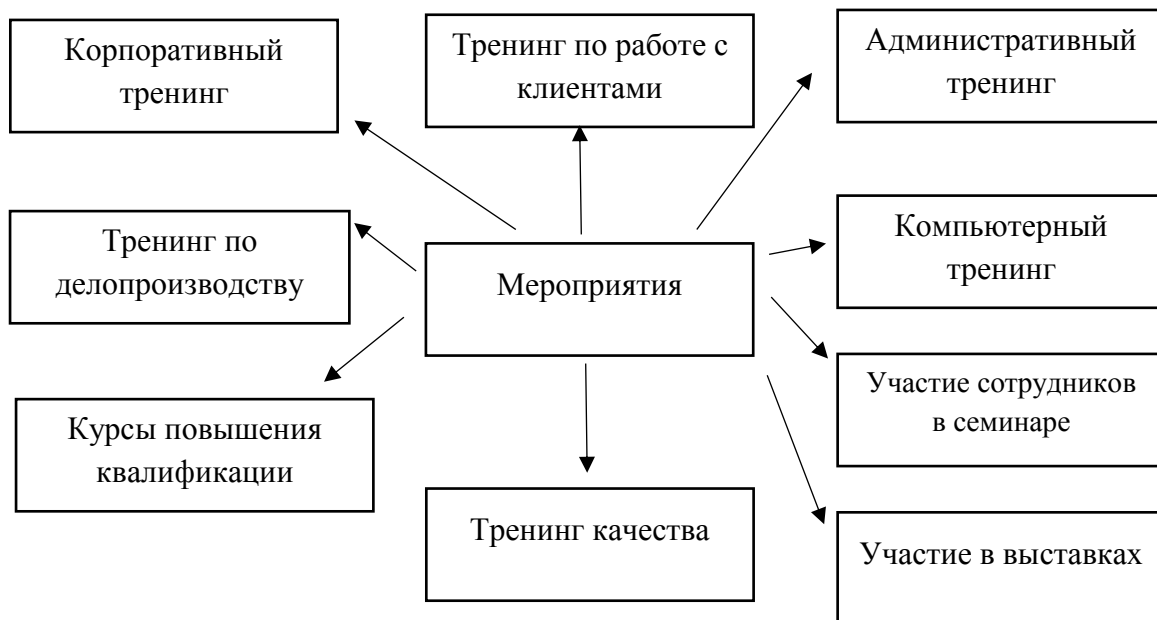 Корпоративный
тренинг
Тренинг по работе с
клиентами
Административный
тренинг
Тренинг по
делопроизводству
Мероприятия
Компьютерный
тренинг
Участие сотрудников
в семинаре
Курсы повышения
квалификации
Тренинг качества
Участие в выставках